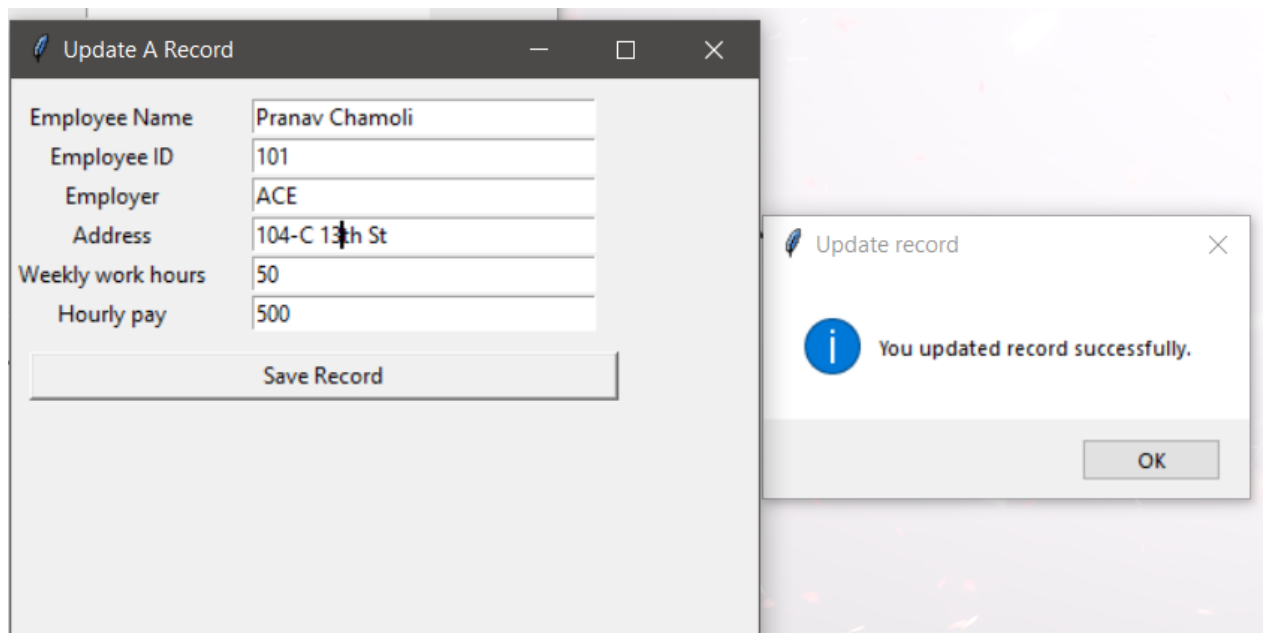 Update A Record
Employee Name Pranav Chamoli
Employee ID 101
Employer ACE
Address 104-C 13th St
Weekly work hours 50
Hourly pay 500
Save Record
Update record
You updated record successfully.
OK